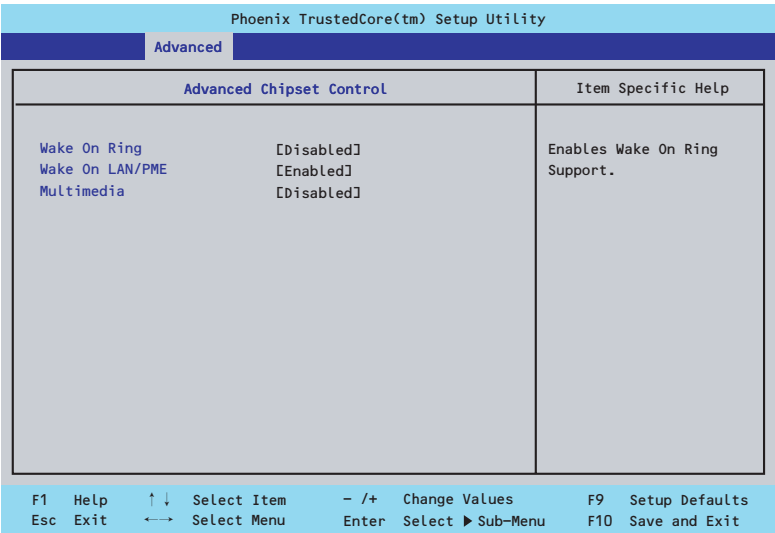 Phoenix TrustedCore(tm) Setup Utility
Advanced
Advanced Chipset Control
Item Specific Help
Wake On Ring [Disabled]
Wake On LAN/PME [Enabled]
Multimedia [Disabled]
Enables Wake On Ring
Support.
F1 Help ↑↓ Select Item - /+ Change Values F9 Setup Defaults
Esc Exit ←→ Select Menu Enter Select ▶ Sub-Menu F10 Save and Exit